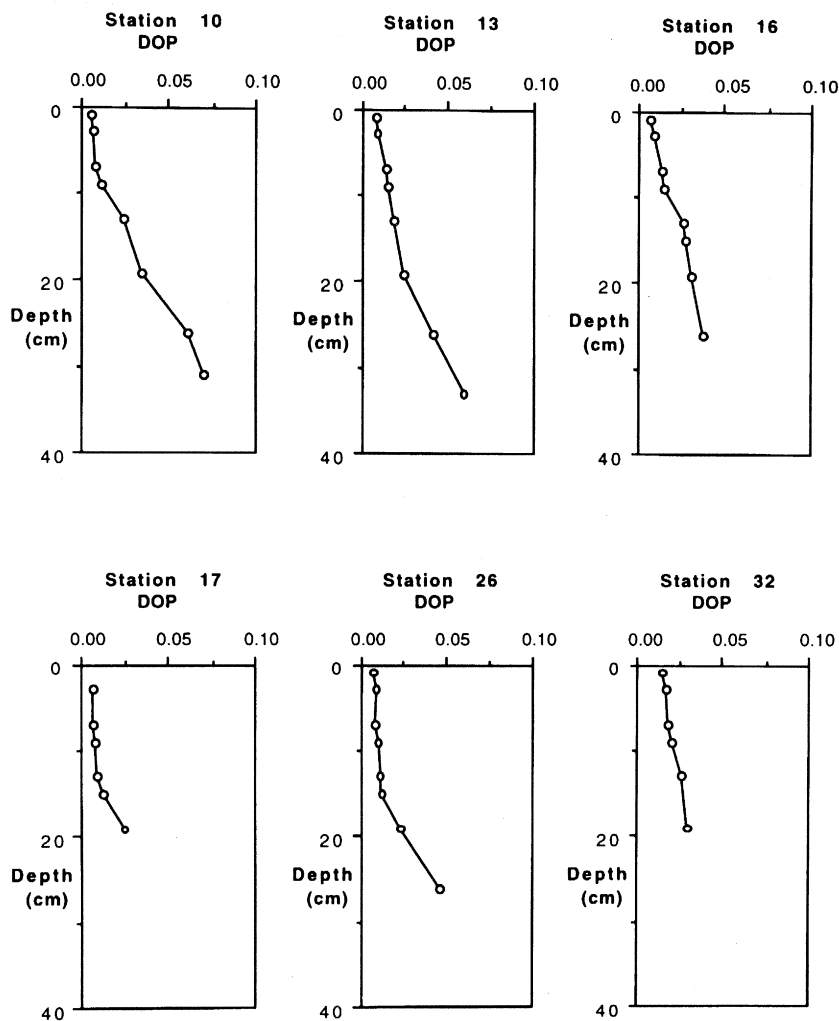 Station 10
DOP
0.00 0.05 0.10
0
20
Depth
(cm)
40
Station 13
DOP
0.00 0.05 0.10
0
20
Depth
(cm)
40
Station 16
DOP
0.00 0.05 0.10
0
20
Depth
(cm)
40
Station 17
DOP
0.00 0.05 0.10
0
20
Depth
(cm)
40
Station 26
DOP
0.00 0.05 0.10
0
20
Depth
(cm)
40
Station 32
DOP
0.00 0.05 0.10
0
20
Depth
(cm)
40